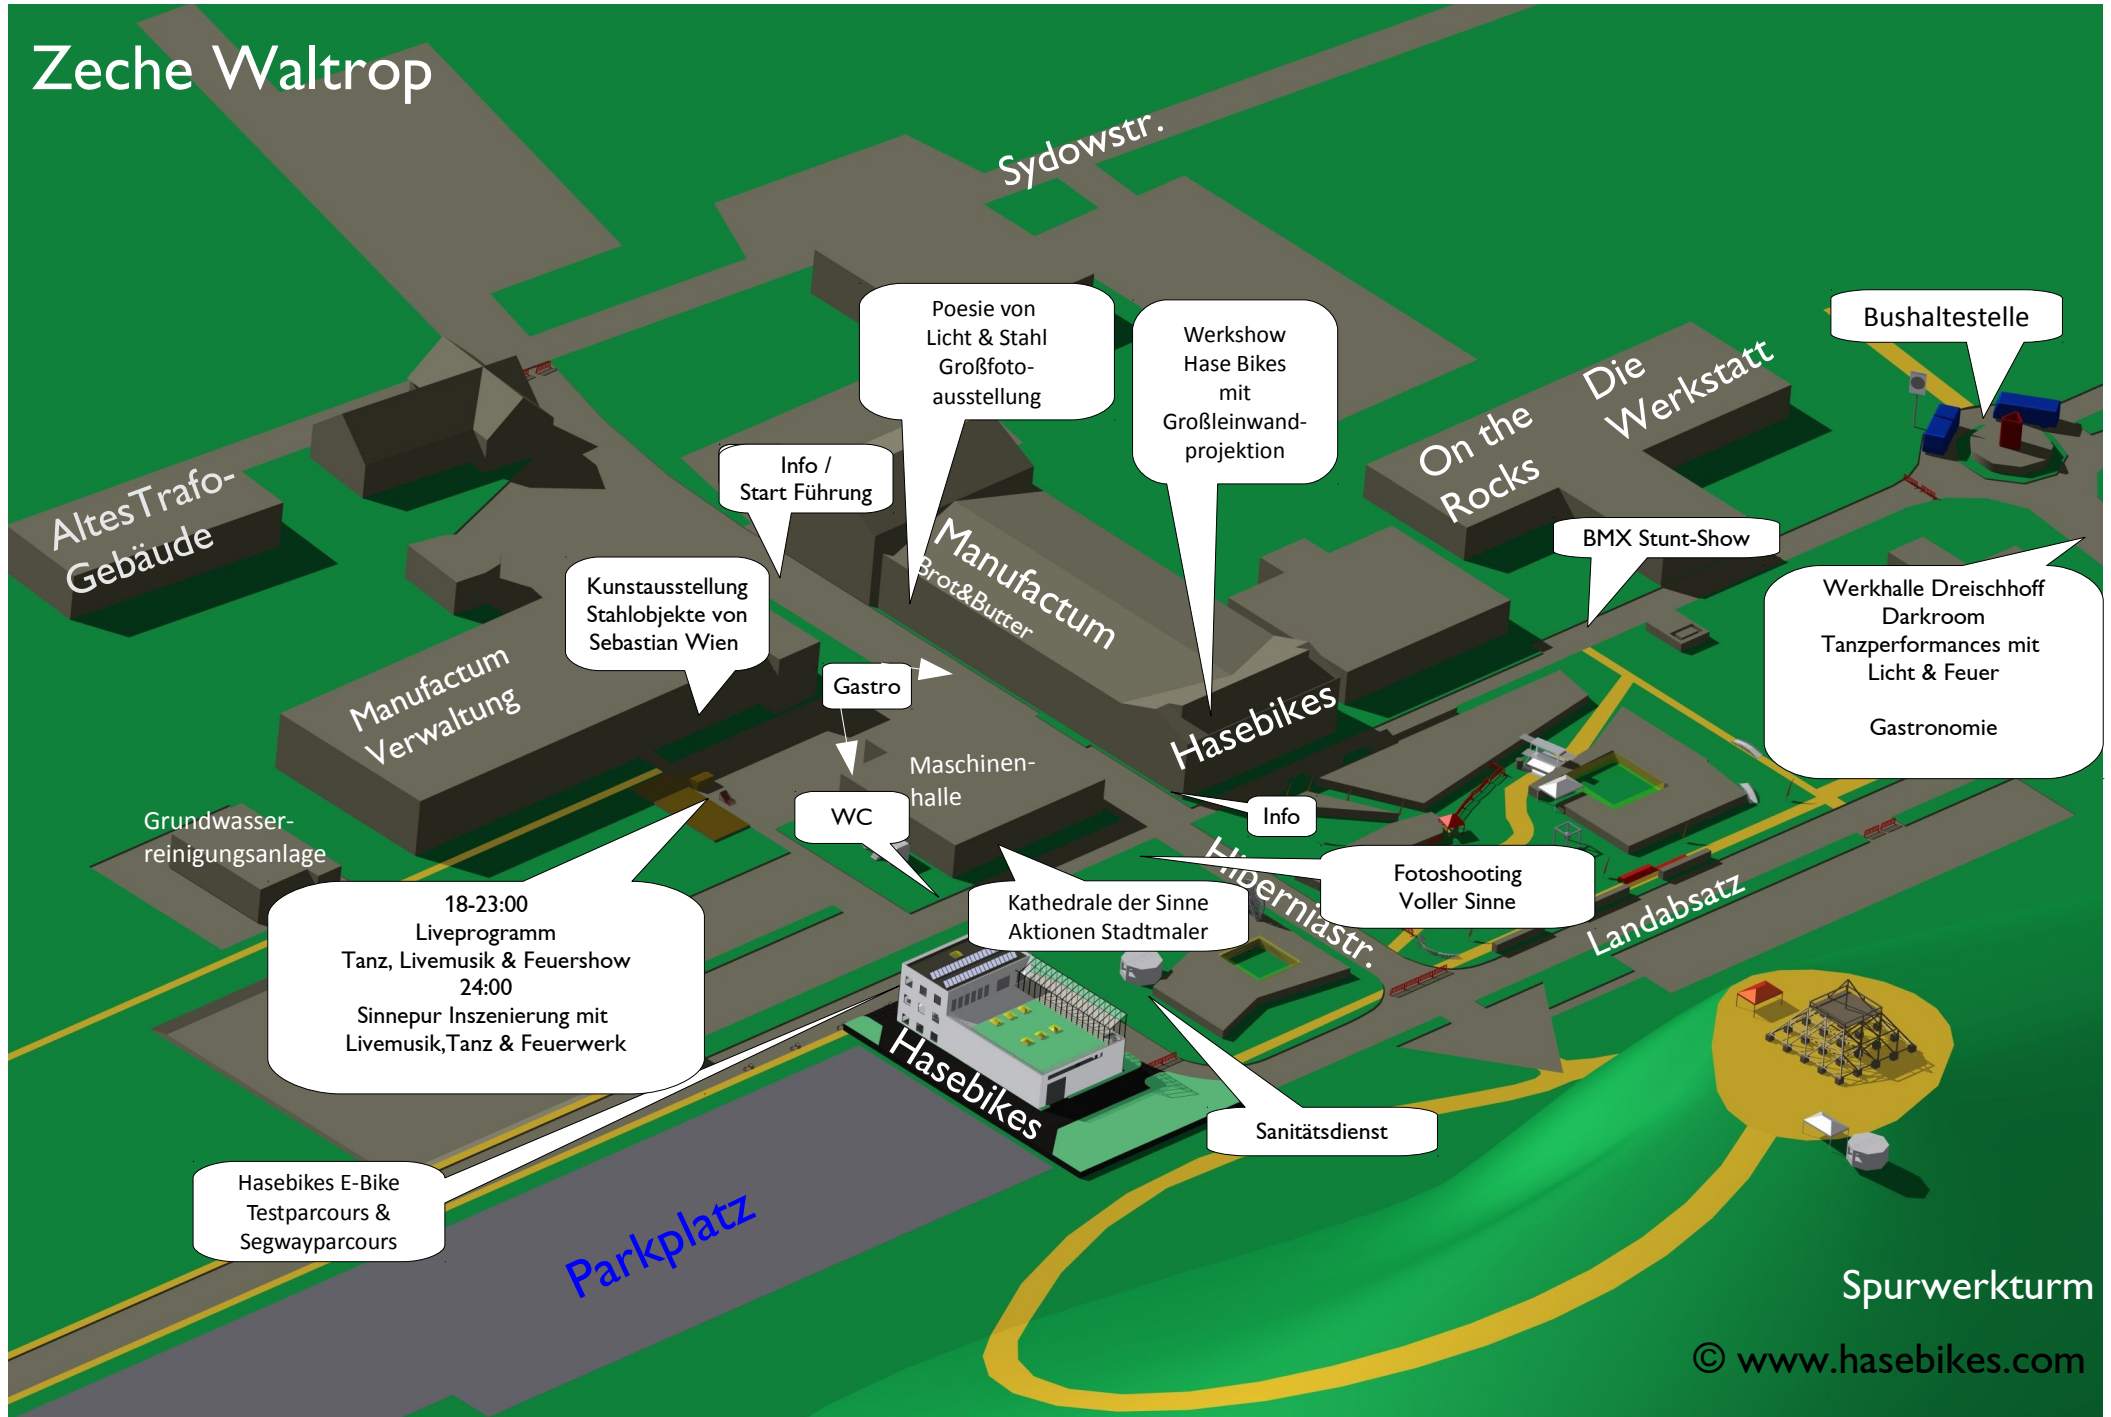 Zeche Waltrop
Sydowstr.
Poesie von
Licht & Stahl
Großfoto-
ausstellung
Werkshow
Hase Bikes
mit
Großleinwand-
projektion
Bushaltestelle
Die
Werkstatt
On the
Rocks
Info /
Start Führung
AltesTrafo-
Gebäude
Manufactum
Brot&Butter
BMX Stunt-Show
Kunstausstellung
Stahlobjekte von
Sebastian Wien
Werkhalle Dreischhoff
Darkroom
Tanzperformances mit
Licht & Feuer
Gastronomie
Manufactum
Verwaltung
Gastro
Hasebikes
Maschinen-
halle
WC
Info
Grundwasser-
reinigungsanlage
Hiberniastr.
Fotoshooting
Voller Sinne
Landabsatz
18-23:00
Liveprogramm
Tanz, Livemusik & Feuershow
24:00
Sinnepur Inszenierung mit
Livemusik,Tanz & Feuerwerk
Kathedrale der Sinne
Aktionen Stadtmaler
Hasebikes
Sanitätsdienst
Hasebikes E-Bike
Testparcours &
Segwayparcours
Parkplatz
Spurwerkturm
© www.hasebikes.com